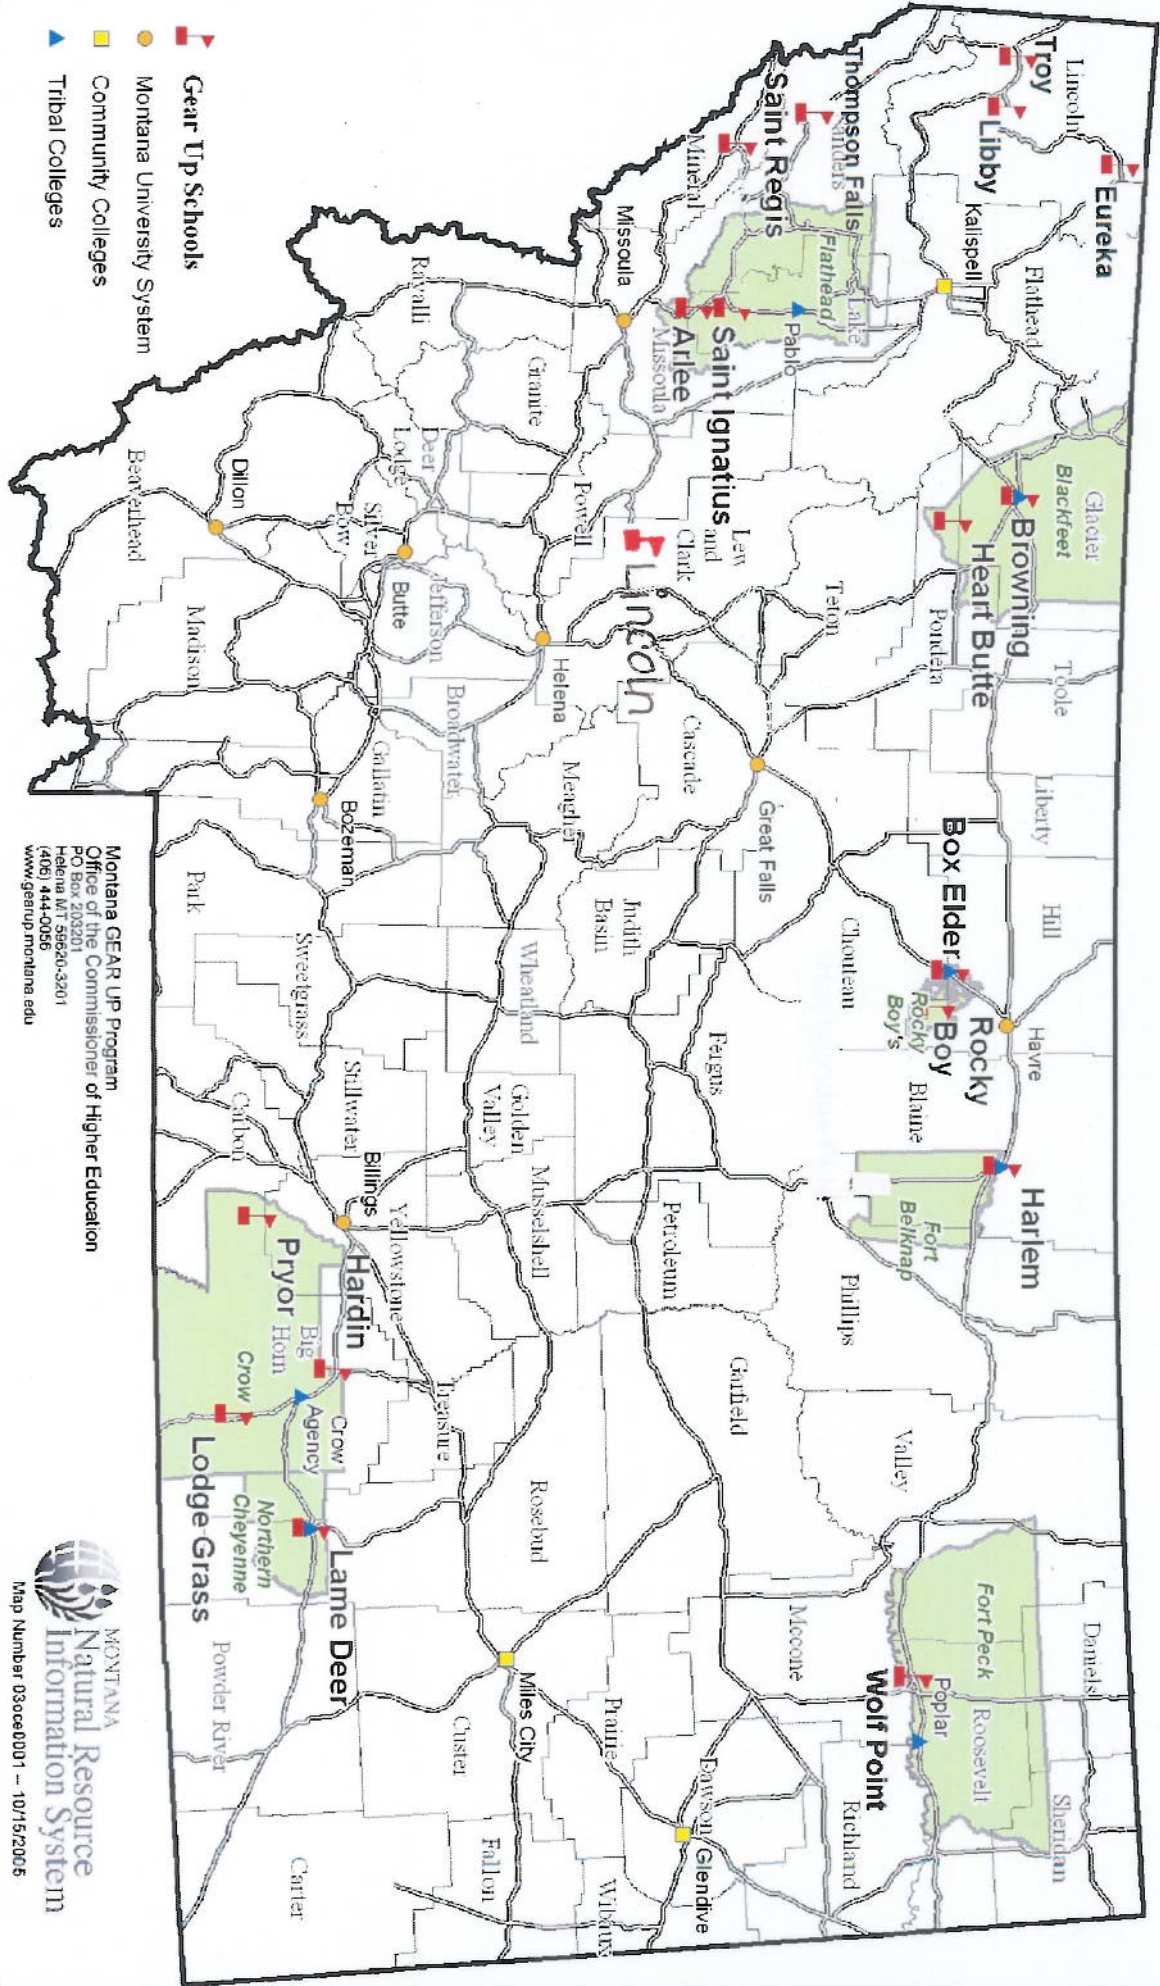 Troy
Lincoln
Libby
Eureka
Kalispell
Flathead
Thompson Falls
Saint Regis
Mineral
Flathead
Lake
Pablo
Saint Ignatius
Arlee
Missoula
Missoula
Ravalli
Granite
Powell
Deer
Lodge
Silver
Bow
Butte
Jefferson
Dillon
Beaverhead
Madison
Glacier
Blackfeet
Browning
Heart Butte
Toole
Pondera
Teton
Lew
and
Clark
Lincoln
Helena
Broadwater
Gallatin
Bozeman
Meagher
Cascade
Great Falls
Liberty
Hill
Box Elder
Chouteau
Havre
Rocky
Boy
Rocky
Boy's
Blaine
Judith
Basin
Fergus
Wheatland
Park
Sweetgrass
Stillwater
Carbon
Golden
Valley
Musselshell
Petroleum
Harlem
Fort
Belknap
Phillips
Billings
Yellowstone
Hardin
Pryor
Big
Horn
Crow
Crow
Agency
Lodge Grass
Treasure
Rosebud
Garfield
Valley
Northern
Cheyenne
Lame Deer
Powder River
Fort Peck
Roosevelt
Daniels
Sheridan
Poplar
Wolf Point
Mccone
Richland
Dawson
Glendive
Prairie
Wibaux
Miles City
Custer
Fallon
Carter
Gear Up Schools
Montana University System
Community Colleges
Tribal Colleges
Montana GEAR UP Program
Office of the Commissioner of Higher Education
PO Box 203201
Helena MT 59620-3201
(406) 444-0056
www.gearup.montana.edu
MONTANA
Natural Resource
Information System
Map Number 03oce0001 -- 10/15/2005